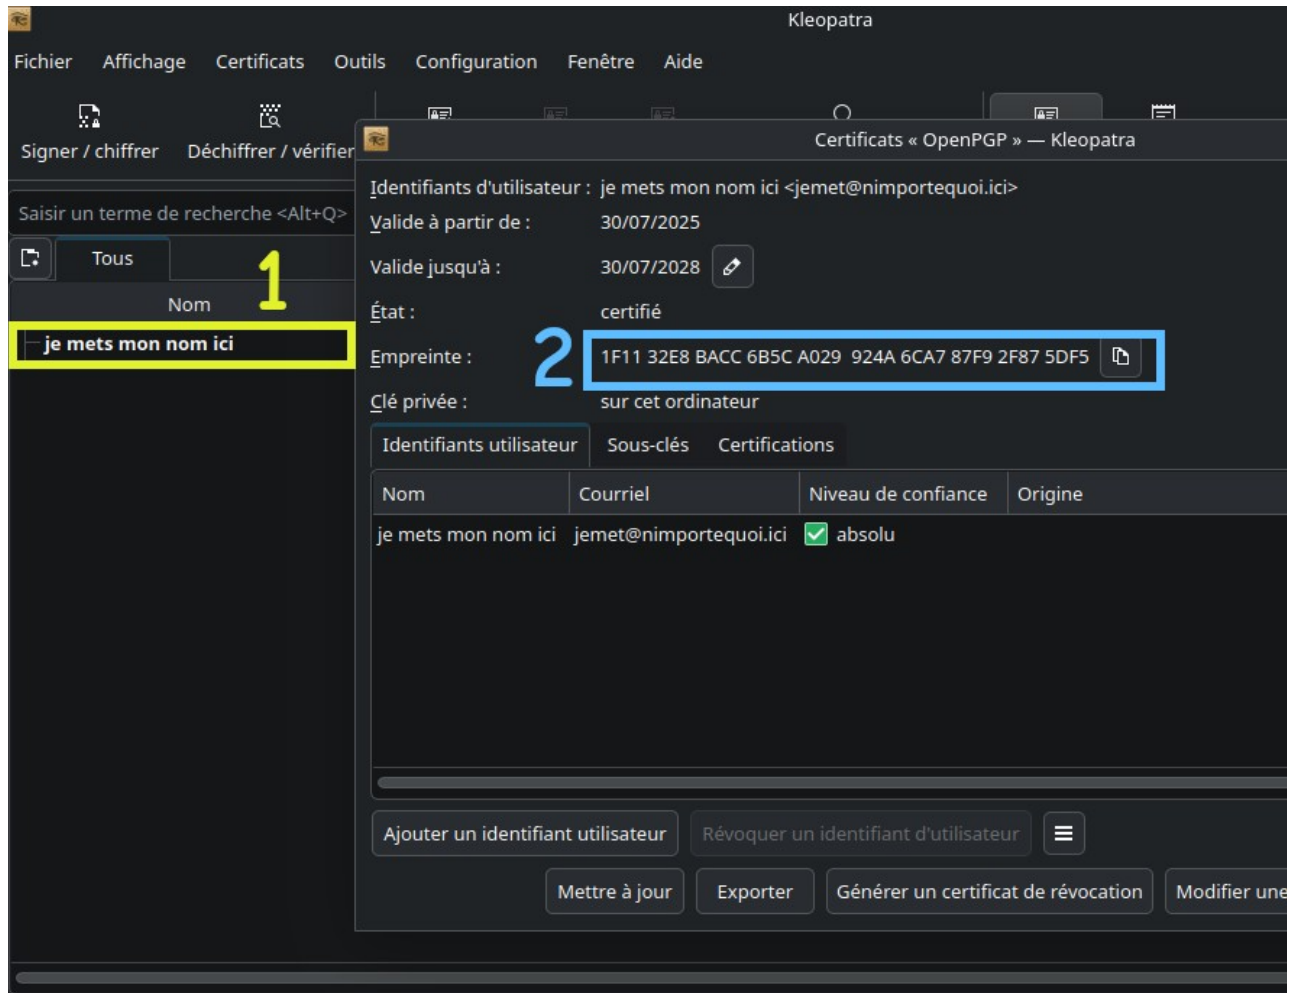 Kleopatra
Fichier Affichage Certificats Outils Configuration Fenêtre Aide
Signer / chiffrer Déchiffrer / vérifier
Certificats « OpenPGP » — Kleopatra
Saisir un terme de recherche <Alt+Q>
Tous
1
Nom
je mets mon nom ici
Identifiants d'utilisateur : je mets mon nom ici <jemet@nimportequoi.ici>
Valide à partir de : 30/07/2025
Valide jusqu'à : 30/07/2028
État : certifié
2
Empreinte : 1F11 32E8 BACC 6B5C A029 924A 6CA7 87F9 2F87 5DF5
Clé privée : sur cet ordinateur
Identifiants utilisateur Sous-clés Certifications
Nom Courriel Niveau de confiance Origine
je mets mon nom ici jemet@nimportequoi.ici absolu
Ajouter un identifiant utilisateur Révoquer un identifiant d'utilisateur
Mettre à jour Exporter Générer un certificat de révocation Modifier une